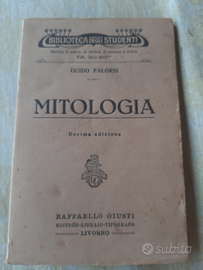 BIBLIOTECA DEGLI STUDENTI
GUIDO FALORSI
MITOLOGIA
Decima edizione
RAFFAELLO GIUSTI
EDITORE-LIBRAIO-TIPOGRAFO
LIVORNO
subito